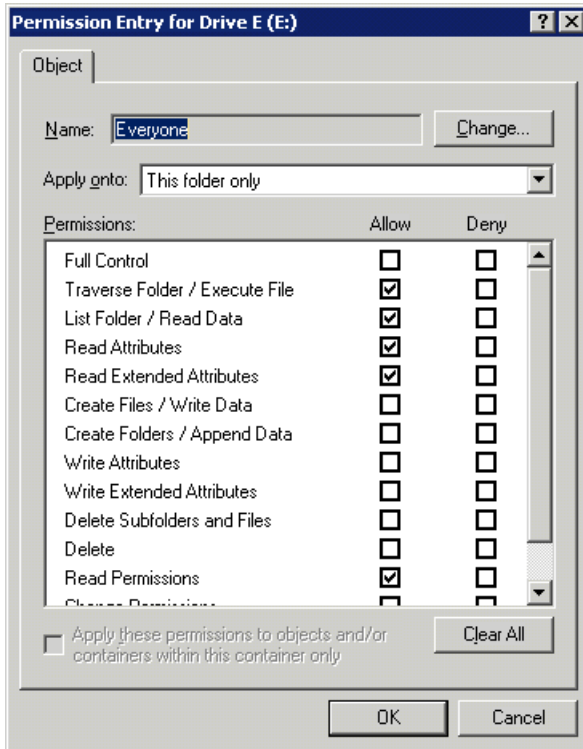 Permission Entry for Drive E (E:)
Object
Name: Everyone Change...
Apply onto: This folder only
Permissions: Allow Deny
Full Control
Traverse Folder / Execute File
List Folder / Read Data
Read Attributes
Read Extended Attributes
Create Files / Write Data
Create Folders / Append Data
Write Attributes
Write Extended Attributes
Delete Subfolders and Files
Delete
Read Permissions
Change Permissions
Apply these permissions to objects and/or
containers within this container only
Clear All
OK Cancel